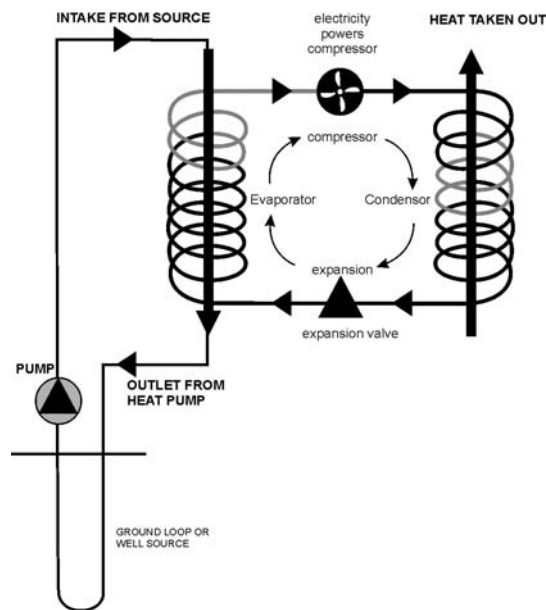 INTAKE FROM SOURCE
electricity
powers
compressor
HEAT TAKEN OUT
compressor
Evaporator
Condensor
expansion
expansion valve
PUMP
OUTLET FROM
HEAT PUMP
GROUND LOOP OR
WELL SOURCE